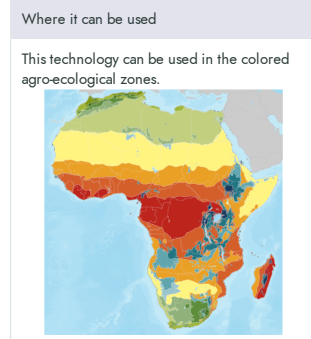 Where it can be used
This technology can be used in the colored
agro-ecological zones.